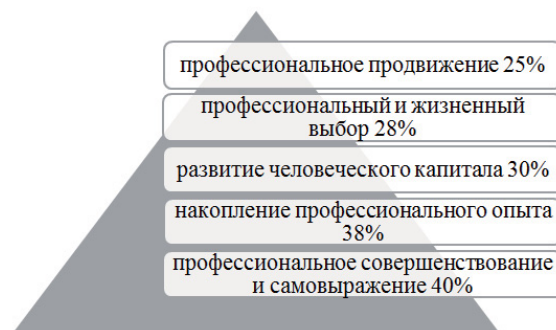 профессиональное продвижение 25%
профессиональный и жизненный
выбор 28%
развитие человеческого капитала 30%
накопление профессионального опыта
38%
профессиональное совершенствование
и самовыражение 40%